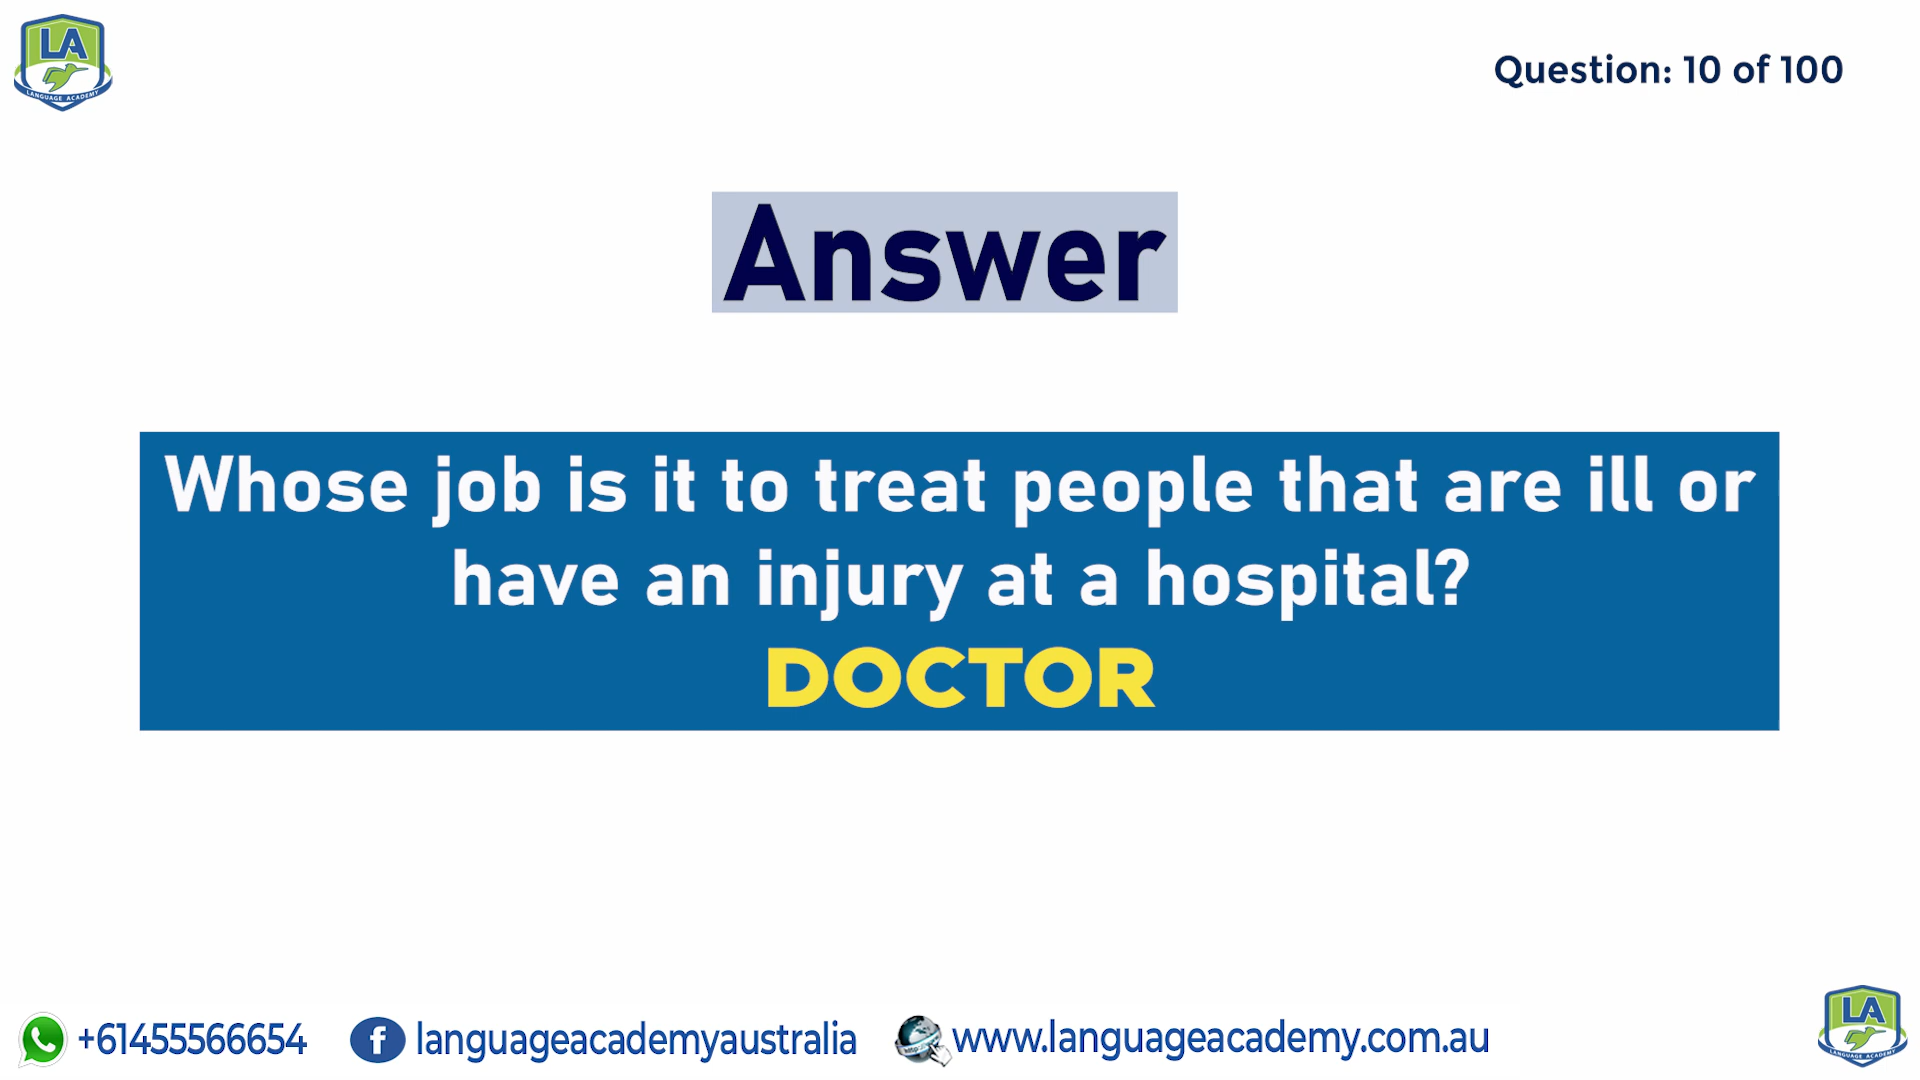 LA
LANGUAGE ACADEMY
Question: 10 of 100
Answer
Whose job is it to treat people that are ill or
have an injury at a hospital?
DOCTOR
+61455566654
languageacademyaustralia
http
www.languageacademy.com.au
LA
LANGUAGE ACADEMY